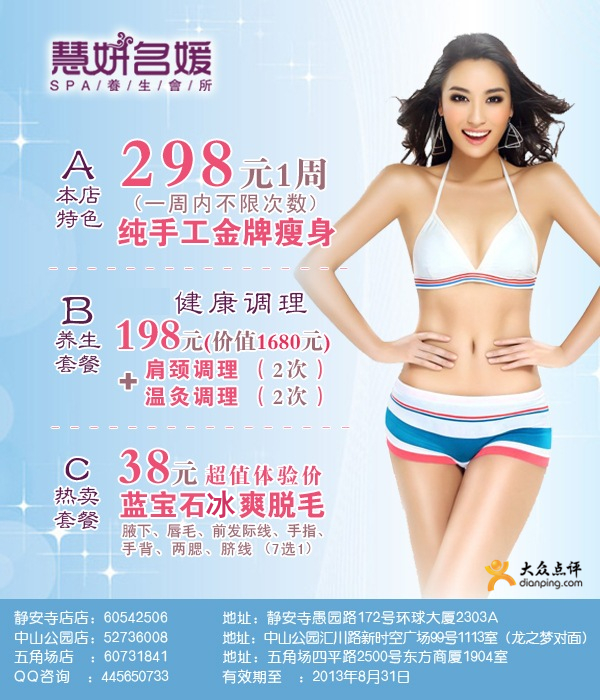 慧妍名媛
SPA/養/生/會/所
A
本店
特色
298元1周
（一周内不限次数）
纯手工金牌瘦身
B
养生
套餐
健康调理
198元(价值1680元)
+
肩颈调理（2次）
温灸调理（2次）
C
热卖
套餐
38元 超值体验价
蓝宝石冰爽脱毛
腋下、唇毛、前发际线、手指、
手背、两腮、脐线（7选1）
大众点评
dianping.com
静安寺店店：60542506 地址：静安寺愚园路172号环球大厦2303A
中山公园店：52736008 地址：中山公园汇川路新时空广场99号1113室（龙之梦对面）
五角场店 ：60731841 地址：五角场四平路2500号东方商厦1904室
QQ咨询 ：445650733 有效期至 ：2013年8月31日